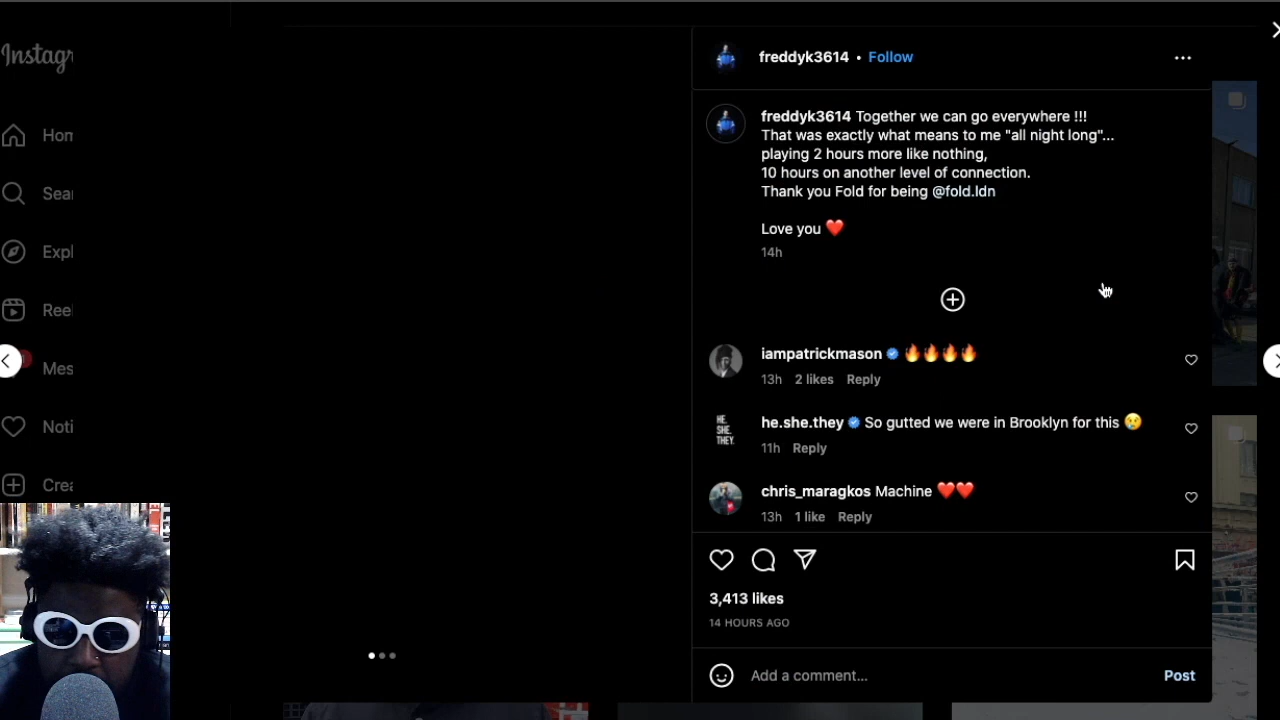 Instagr
Hom
Sear
Expl
Reel
Mes
Noti
Crea
freddyk3614 • Follow
freddyk3614 Together we can go everywhere !!!
That was exactly what means to me "all night long"...
playing 2 hours more like nothing,
10 hours on another level of connection.
Thank you Fold for being @fold.ldn
Love you ❤️
14h
iampatrickmason 🔥🔥🔥🔥
13h 2 likes Reply
HE.
SHE.
THEY.
he.she.they So gutted we were in Brooklyn for this 😢
11h Reply
chris_maragkos Machine ❤️❤️
13h 1 like Reply
3,413 likes
14 HOURS AGO
Add a comment...
Post